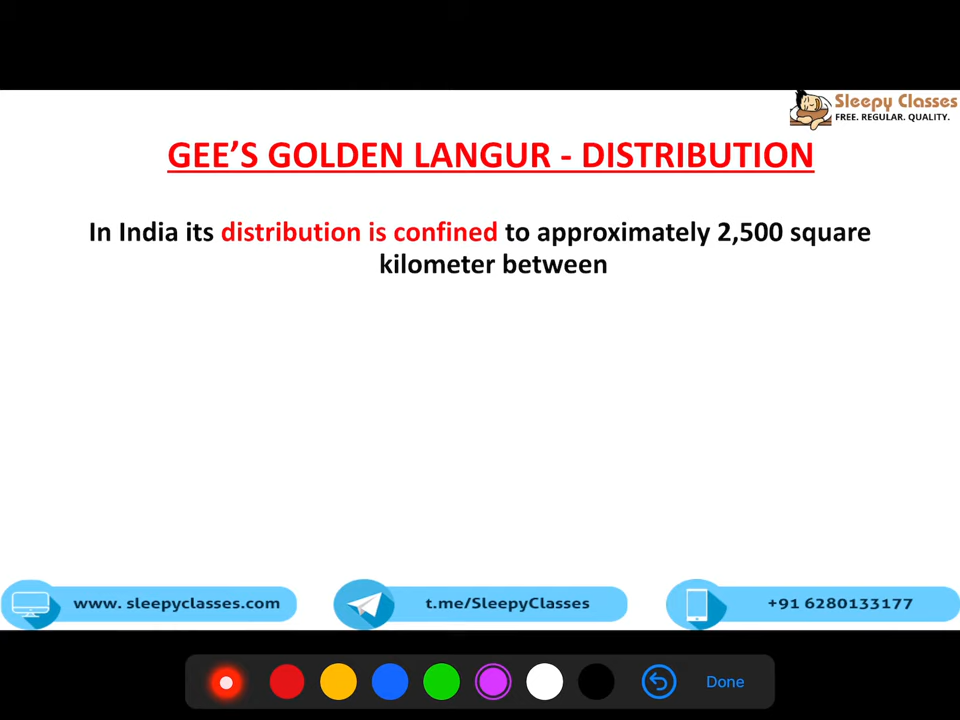 Sleepy Classes
FREE. REGULAR. QUALITY.
GEE’S GOLDEN LANGUR - DISTRIBUTION
In India its distribution is confined to approximately 2,500 square
kilometer between
www. sleepyclasses.com
t.me/SleepyClasses
+91 6280133177
Done